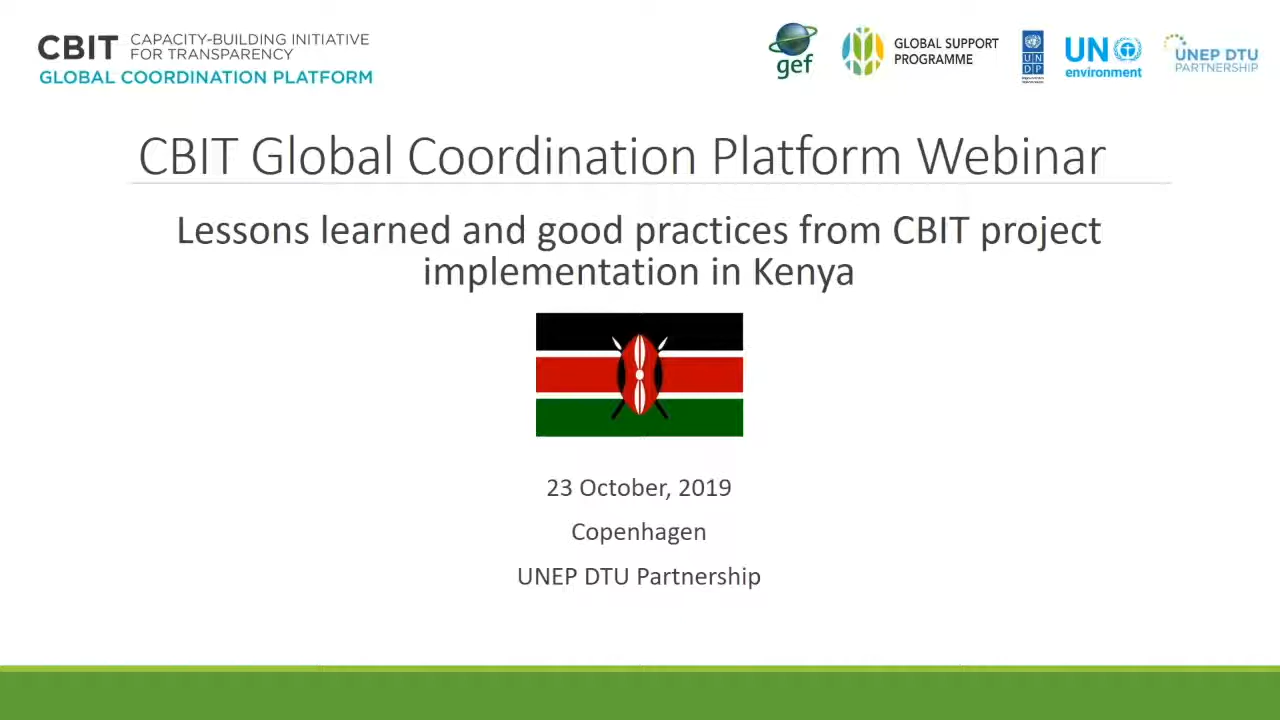 CBIT CAPACITY-BUILDING INITIATIVE
FOR TRANSPARENCY
GLOBAL COORDINATION PLATFORM
gef
GLOBAL SUPPORT
PROGRAMME
UN
DP
UN
environment
UNEP DTU
PARTNERSHIP
CBIT Global Coordination Platform Webinar
Lessons learned and good practices from CBIT project
implementation in Kenya
23 October, 2019
Copenhagen
UNEP DTU Partnership